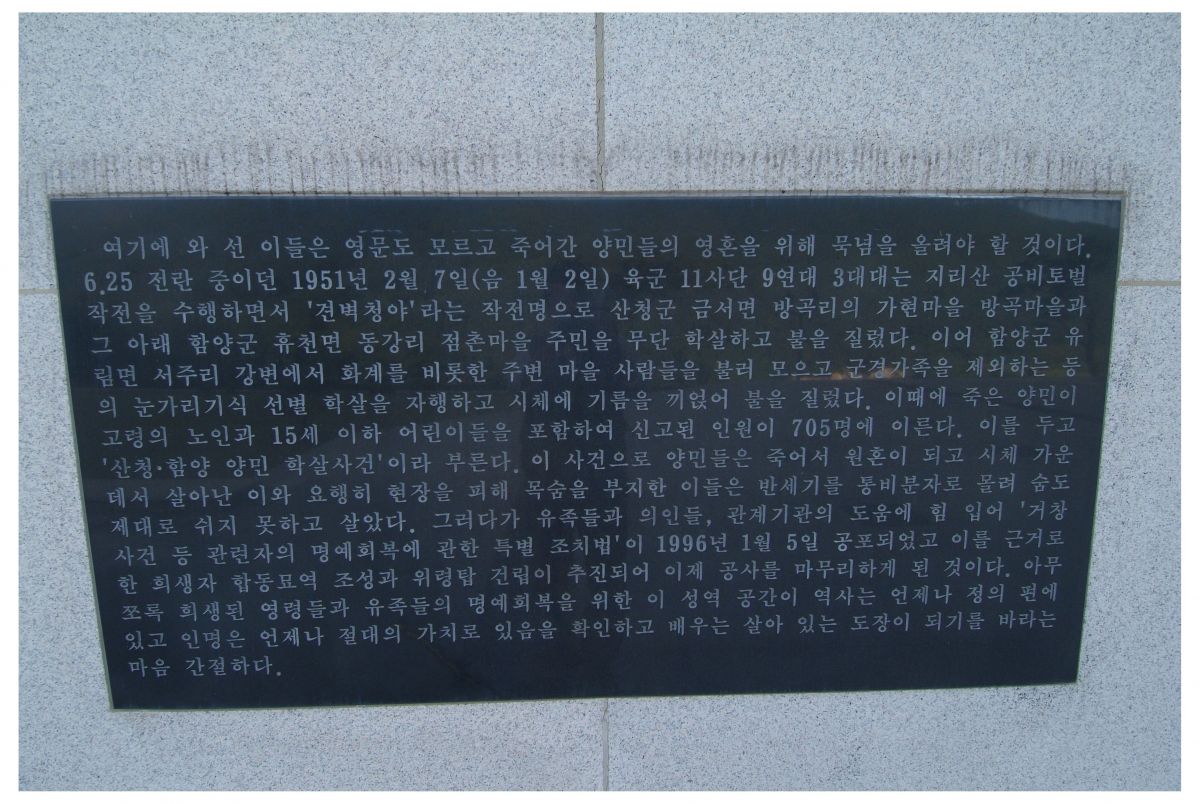 여기에 와 선 이들은 영문도 모르고 죽어간 양민들의 영혼을 위해 묵념을 올려야 할 것이다.
6.25 전란 중이던 1951년 2월 7일(음 1월 2일) 육군 11사단 9연대 3대대는 지리산 공비토벌
작전을 수행하면서 '견벽청야'라는 작전명으로 산청군 금서면 방곡리의 가현마을 방곡마을과
그 아래 함양군 휴천면 동강리 점촌마을 주민을 무단 학살하고 불을 질렀다. 이어 함양군 유
림면 서주리 강변에서 화계를 비롯한 주변 마을 사람들을 불러 모으고 군경가족을 제외하는 등
의 눈가리기식 선별 학살을 자행하고 시체에 기름을 끼얹어 불을 질렀다. 이때에 죽은 양민이
고령의 노인과 15세 이하 어린이들을 포함하여 신고된 인원이 705명에 이른다. 이를 두고
'산청·함양 양민 학살사건'이라 부른다. 이 사건으로 양민들은 죽어서 원혼이 되고 시체 가운
데서 살아난 이와 요행히 현장을 피해 목숨을 부지한 이들은 반세기를 통비분자로 몰려 숨도
제대로 쉬지 못하고 살았다. 그러다가 유족들과 의인들, 관계기관의 도움에 힘 입어 '거창
사건 등 관련자의 명예회복에 관한 특별 조치법'이 1996년 1월 5일 공포되었고 이를 근거로
한 희생자 합동묘역 조성과 위령탑 건립이 추진되어 이제 공사를 마무리하게 된 것이다. 아무
쪼록 희생된 영령들과 유족들의 명예회복을 위한 이 성역 공간이 역사는 언제나 정의 편에
있고 인명은 언제나 절대의 가치로 있음을 확인하고 배우는 살아 있는 도장이 되기를 바라는
마음 간절하다.